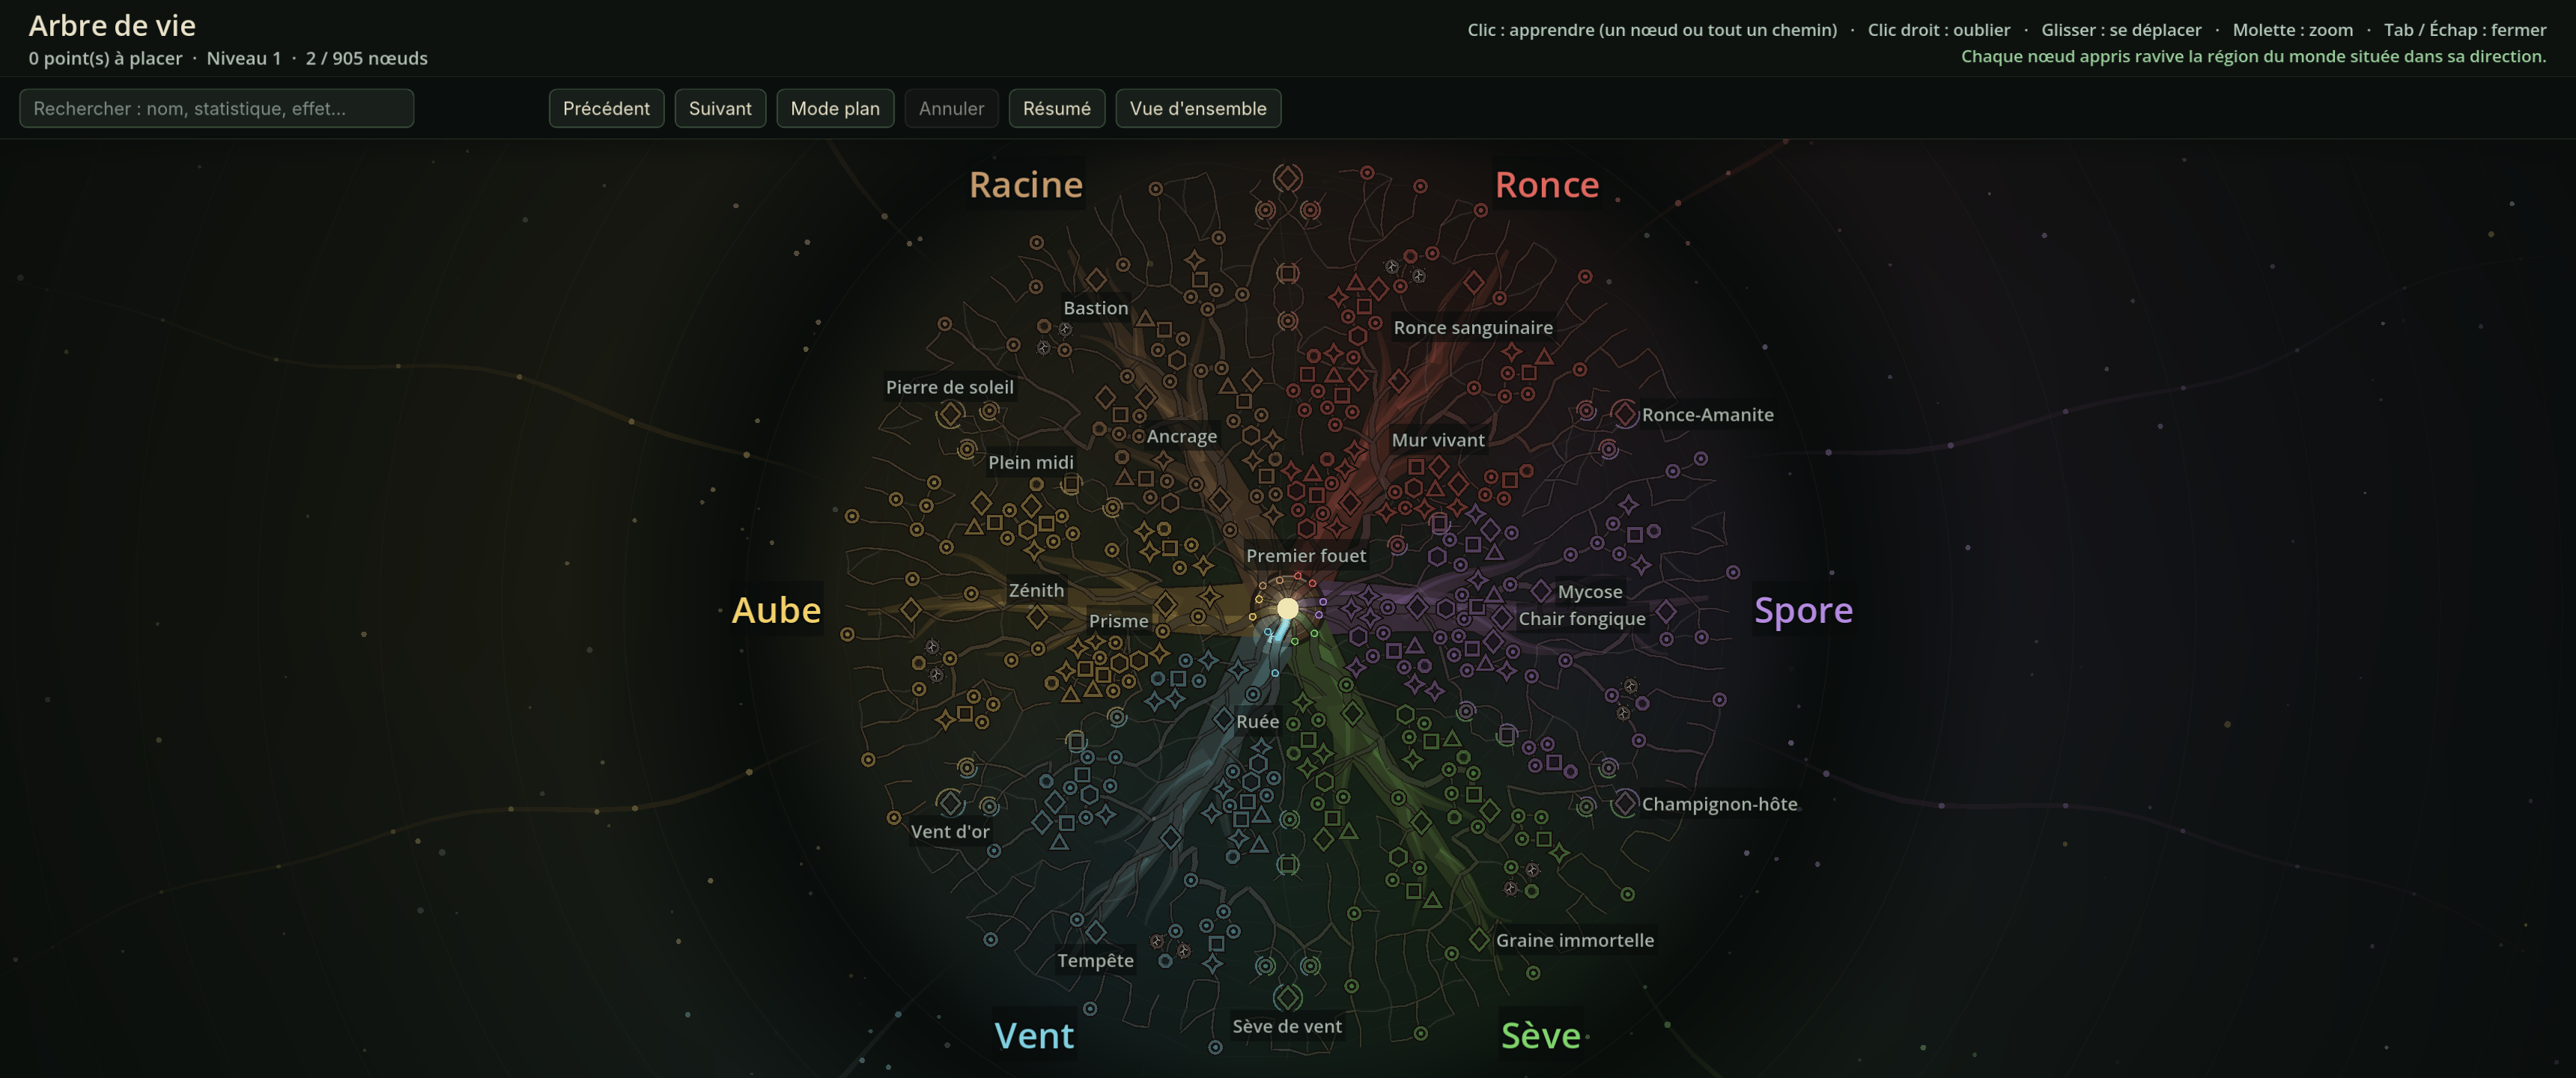 Arbre de vie
0 point(s) à placer · Niveau 1 · 2 / 905 nœuds
Clic : apprendre (un nœud ou tout un chemin) · Clic droit : oublier · Glisser : se déplacer · Molette : zoom · Tab / Échap : fermer
Chaque nœud appris ravive la région du monde située dans sa direction.
Rechercher : nom, statistique, effet...
Précédent
Suivant
Mode plan
Annuler
Résumé
Vue d'ensemble
Racine
Ronce
Bastion
Ronce sanguinaire
Pierre de soleil
Ronce-Amanite
Ancrage
Mur vivant
Plein midi
Premier fouet
Zénith
Mycose
Aube
Prisme
Chair fongique
Spore
Ruée
Champignon-hôte
Vent d'or
Graine immortelle
Tempête
Sève de vent
Vent
Sève